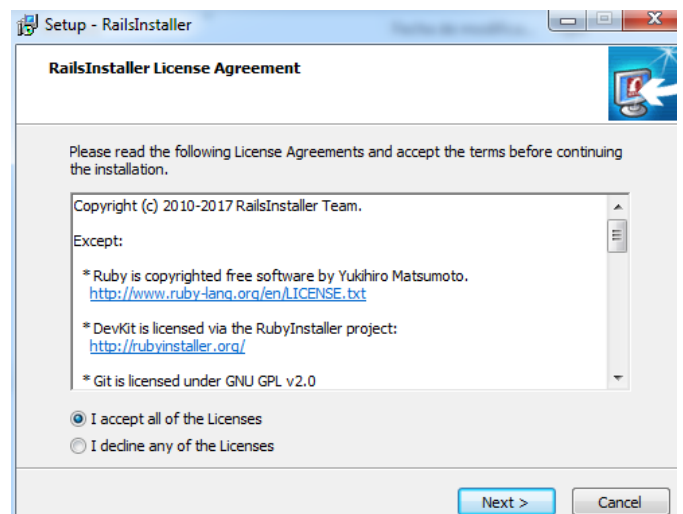 Setup - RailsInstaller
RailsInstaller License Agreement
Please read the following License Agreements and accept the terms before continuing
the installation.
Copyright (c) 2010-2017 RailsInstaller Team.
Except:
* Ruby is copyrighted free software by Yukihiro Matsumoto.
http://www.ruby-lang.org/en/LICENSE.txt
* DevKit is licensed via the RubyInstaller project:
http://rubyinstaller.org/
* Git is licensed under GNU GPL v2.0
I accept all of the Licenses
I decline any of the Licenses
Next >
Cancel